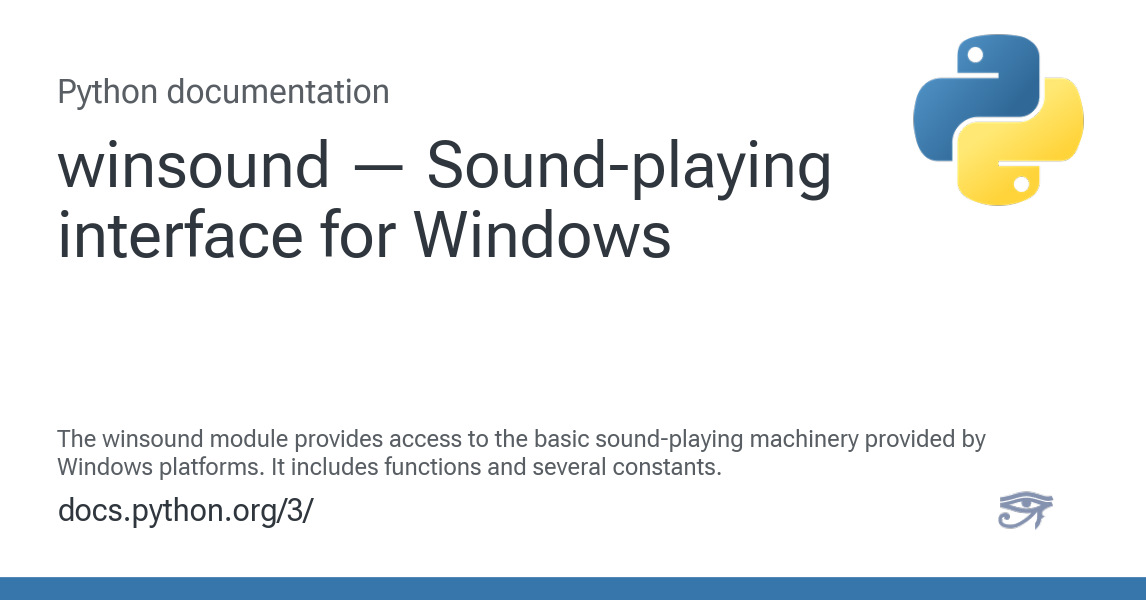 Python documentation
winsound — Sound-playing
interface for Windows
The winsound module provides access to the basic sound-playing machinery provided by
Windows platforms. It includes functions and several constants.
docs.python.org/3/